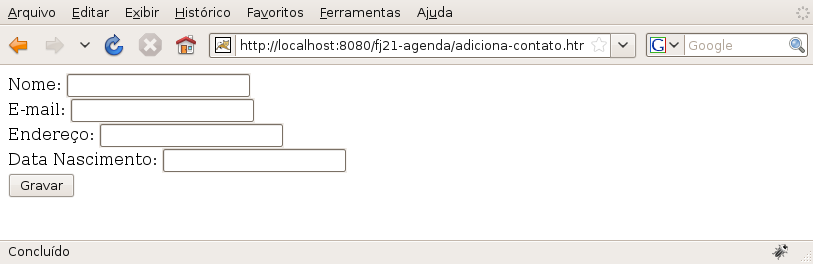 Arquivo Editar Exibir Histórico Favoritos Ferramentas Ajuda
http://localhost:8080/fj21-agenda/adiciona-contato.htr G Google
Nome:
E-mail:
Endereço:
Data Nascimento:
Gravar
Concluído